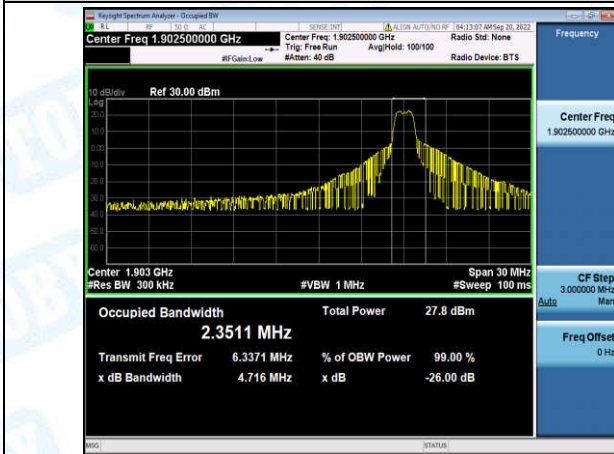 Keysight Spectrum Analyzer - Occupied BW
RL RF 50 Ω AC SENSE:INT ALIGN AUTO/NO RF 04:13:07 AM Sep 20, 2022
Center Freq 1.902500000 GHz
Center Freq: 1.902500000 GHz Radio Std: None
Trig: Free Run Avg|Hold: 100/100
#IFGain:Low #Atten: 40 dB Radio Device: BTS
Frequency
10 dB/div Ref 30.00 dBm
Log
20.0
10.0
0.00
-10.0
-20.0
-30.0
-40.0
-50.0
-60.0
Center Freq
1.902500000 GHz
Center 1.903 GHz Span 30 MHz
#Res BW 300 kHz #VBW 1 MHz #Sweep 100 ms
CF Step
3.000000 MHz
Auto Man
Occupied Bandwidth Total Power 27.8 dBm
2.3511 MHz
Transmit Freq Error 6.3371 MHz % of OBW Power 99.00 %
x dB Bandwidth 4.716 MHz x dB -26.00 dB
Freq Offset
0 Hz
MSG STATUS